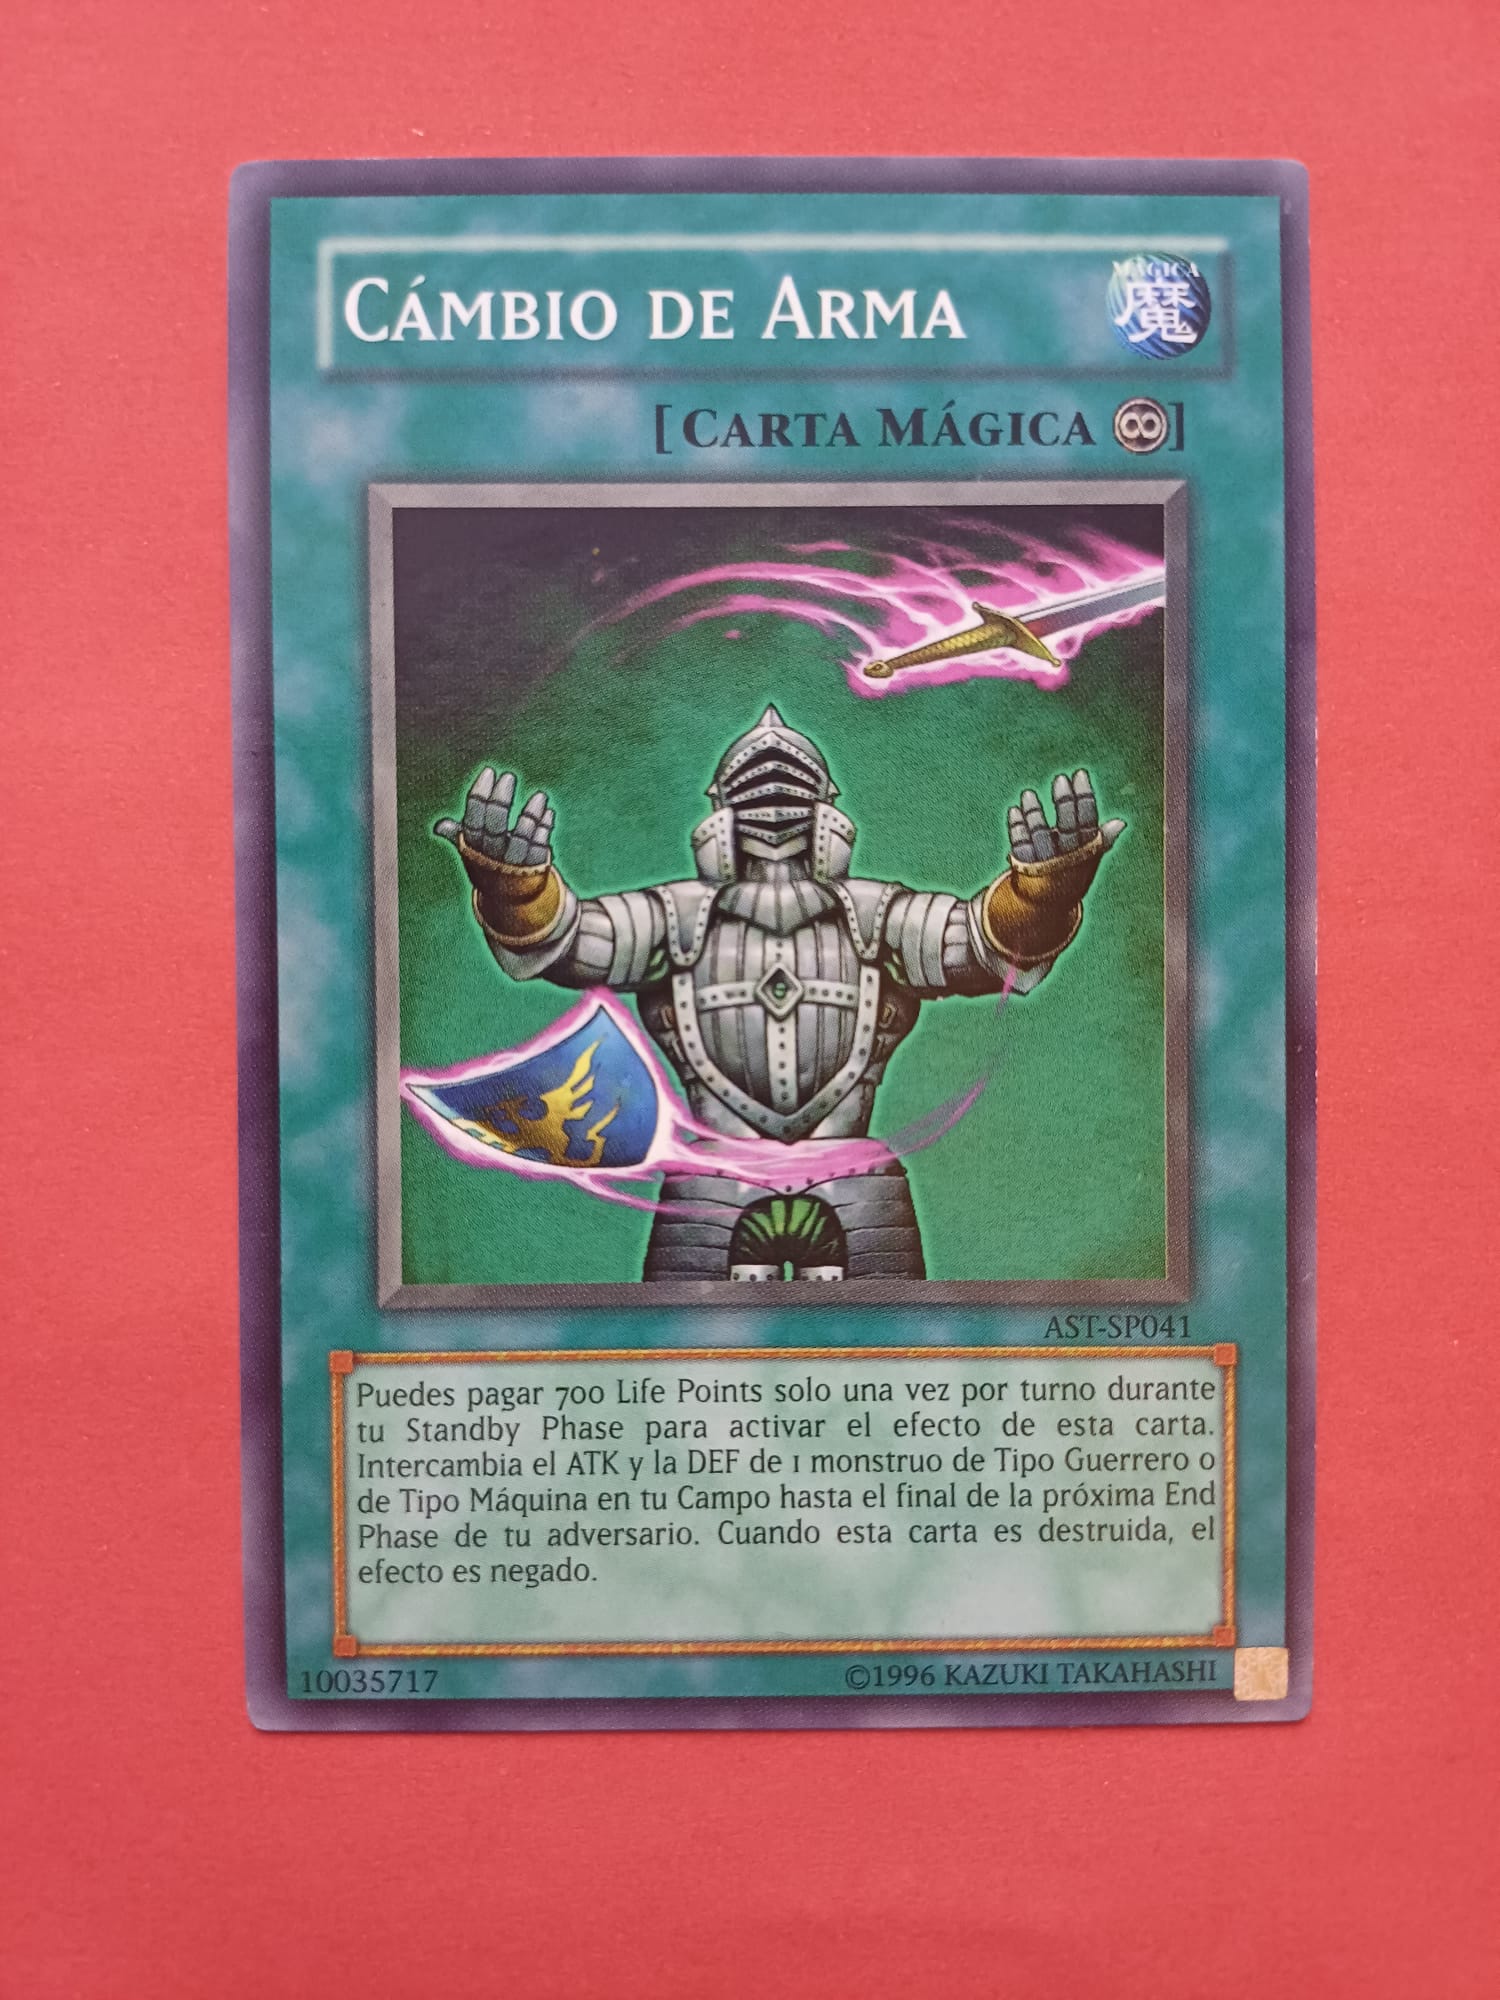 CÁMBIO DE ARMA
MÁGICA
魔
[CARTA MÁGICA ∞]
AST-SP041
Puedes pagar 700 Life Points solo una vez por turno durante
tu Standby Phase para activar el efecto de esta carta.
Intercambia el ATK y la DEF de 1 monstruo de Tipo Guerrero o
de Tipo Máquina en tu Campo hasta el final de la próxima End
Phase de tu adversario. Cuando esta carta es destruida, el
efecto es negado.
10035717
©1996 KAZUKI TAKAHASHI